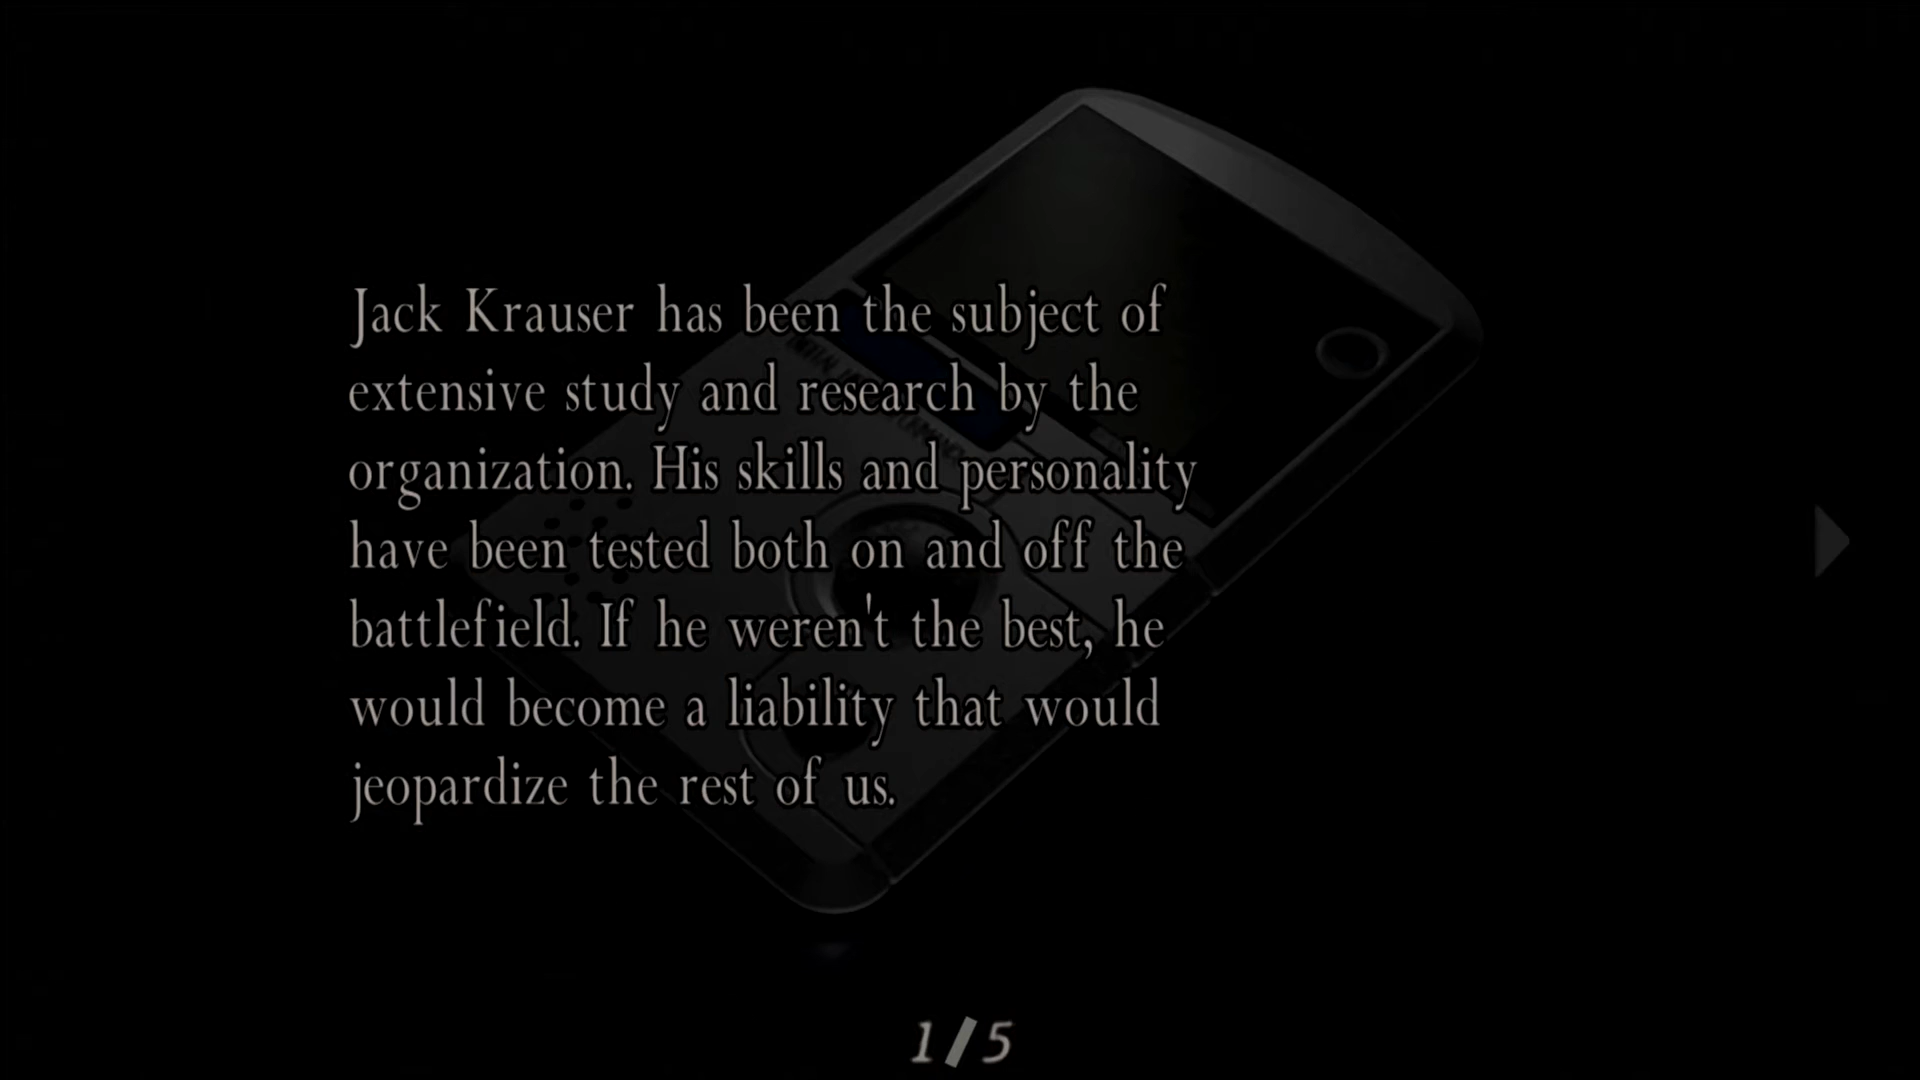 Jack Krauser has been the subject of
extensive study and research by the
organization. His skills and personality
have been tested both on and off the
battlefield. If he weren't the best, he
would become a liability that would
jeopardize the rest of us.
1/5